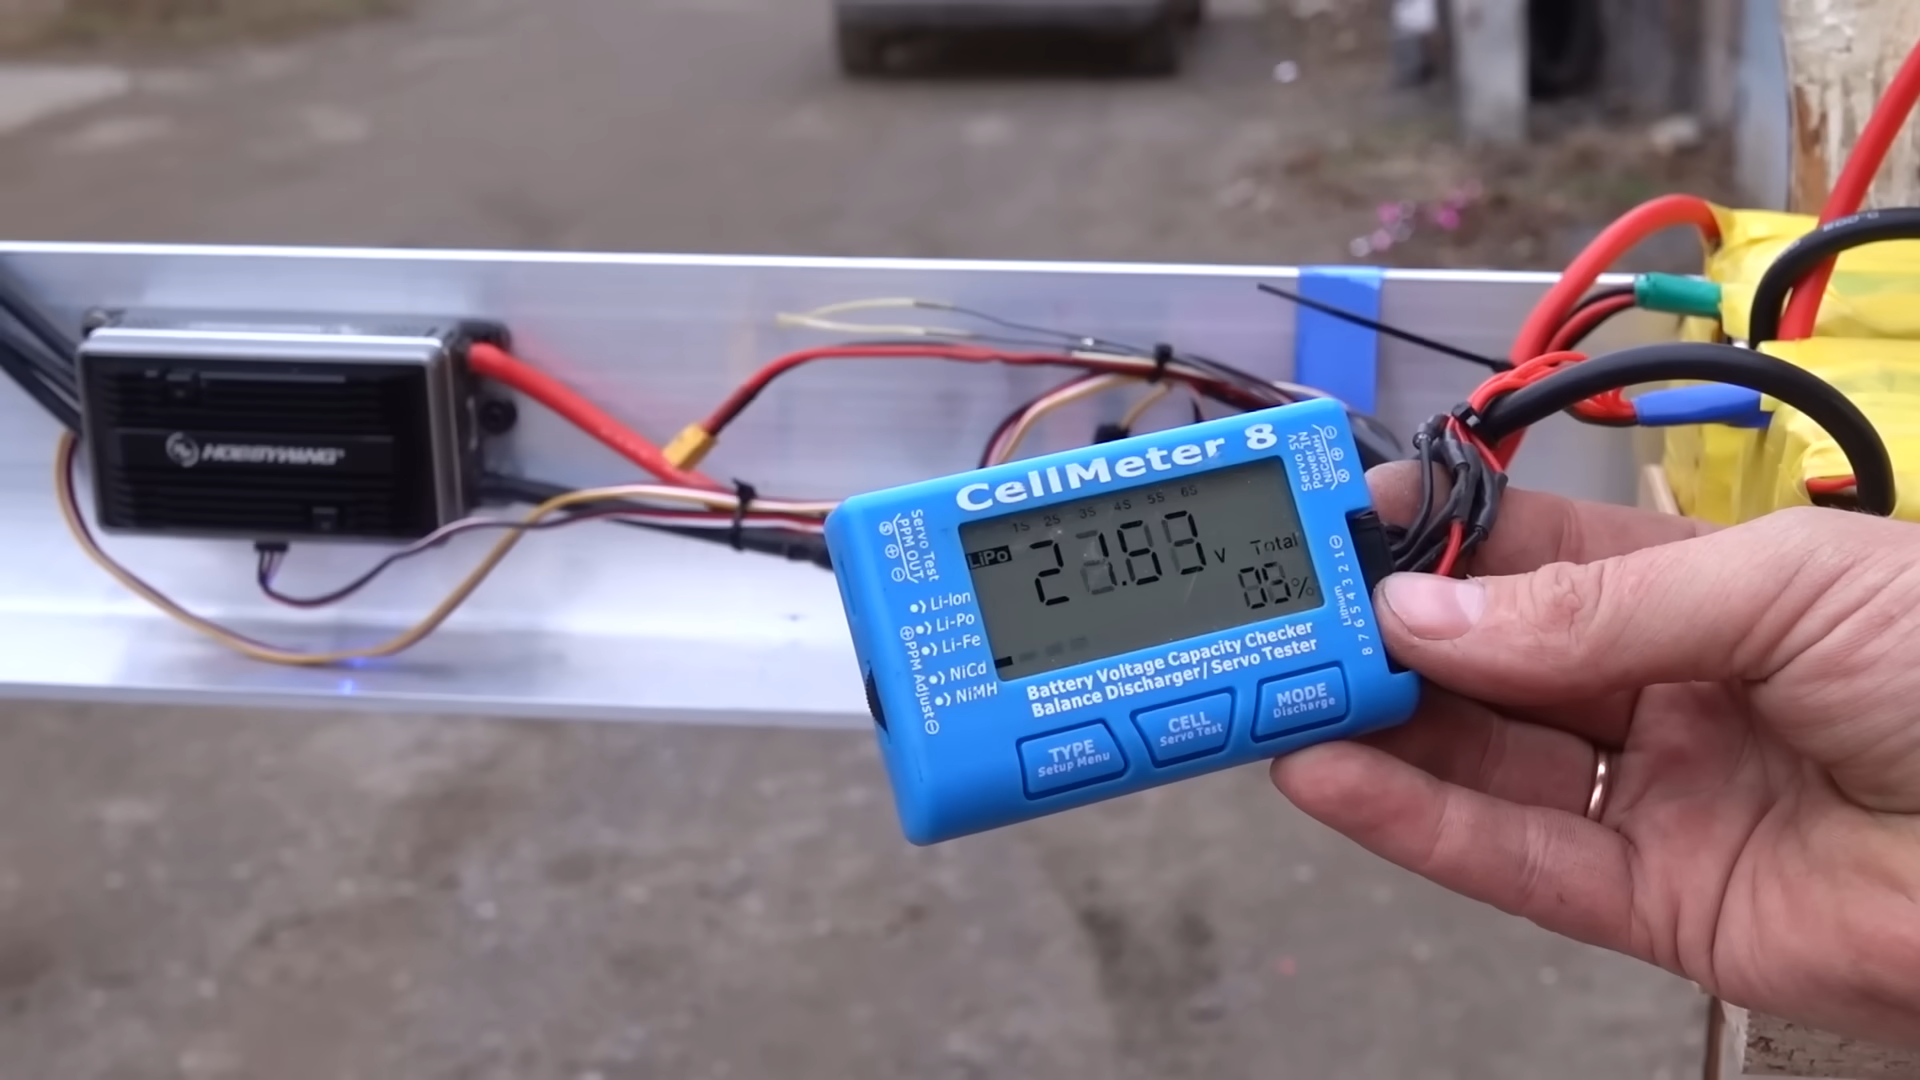 HOBBYWING
CellMeter 8
1S 2S 3S 4S 5S 6S
LiPo
V
Total
%
Servo Test
PPM OUT
Li-Ion
Li-Po
Li-Fe
NiCd
NiMH
PPM Adjust
Servo 5V
Power IN
NiCd/MH
Lithium
8 7 6 5 4 3 2 1
Battery Voltage Capacity Checker
Balance Discharger/ Servo Tester
TYPE
Setup Menu
CELL
Servo Test
MODE
Discharge